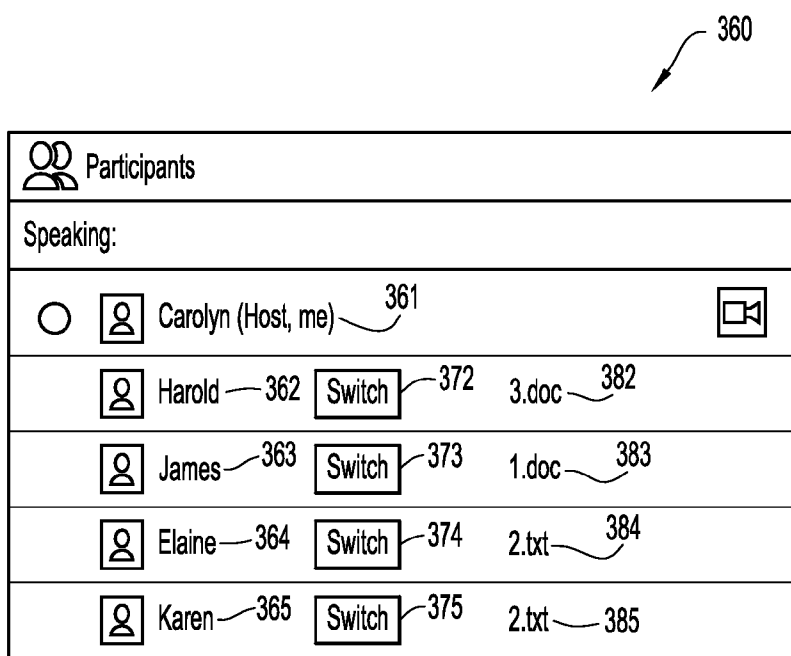 360
Participants
Speaking:
Carolyn (Host, me) 361
Harold 362 Switch 372 3.doc 382
James 363 Switch 373 1.doc 383
Elaine 364 Switch 374 2.txt 384
Karen 365 Switch 375 2.txt 385